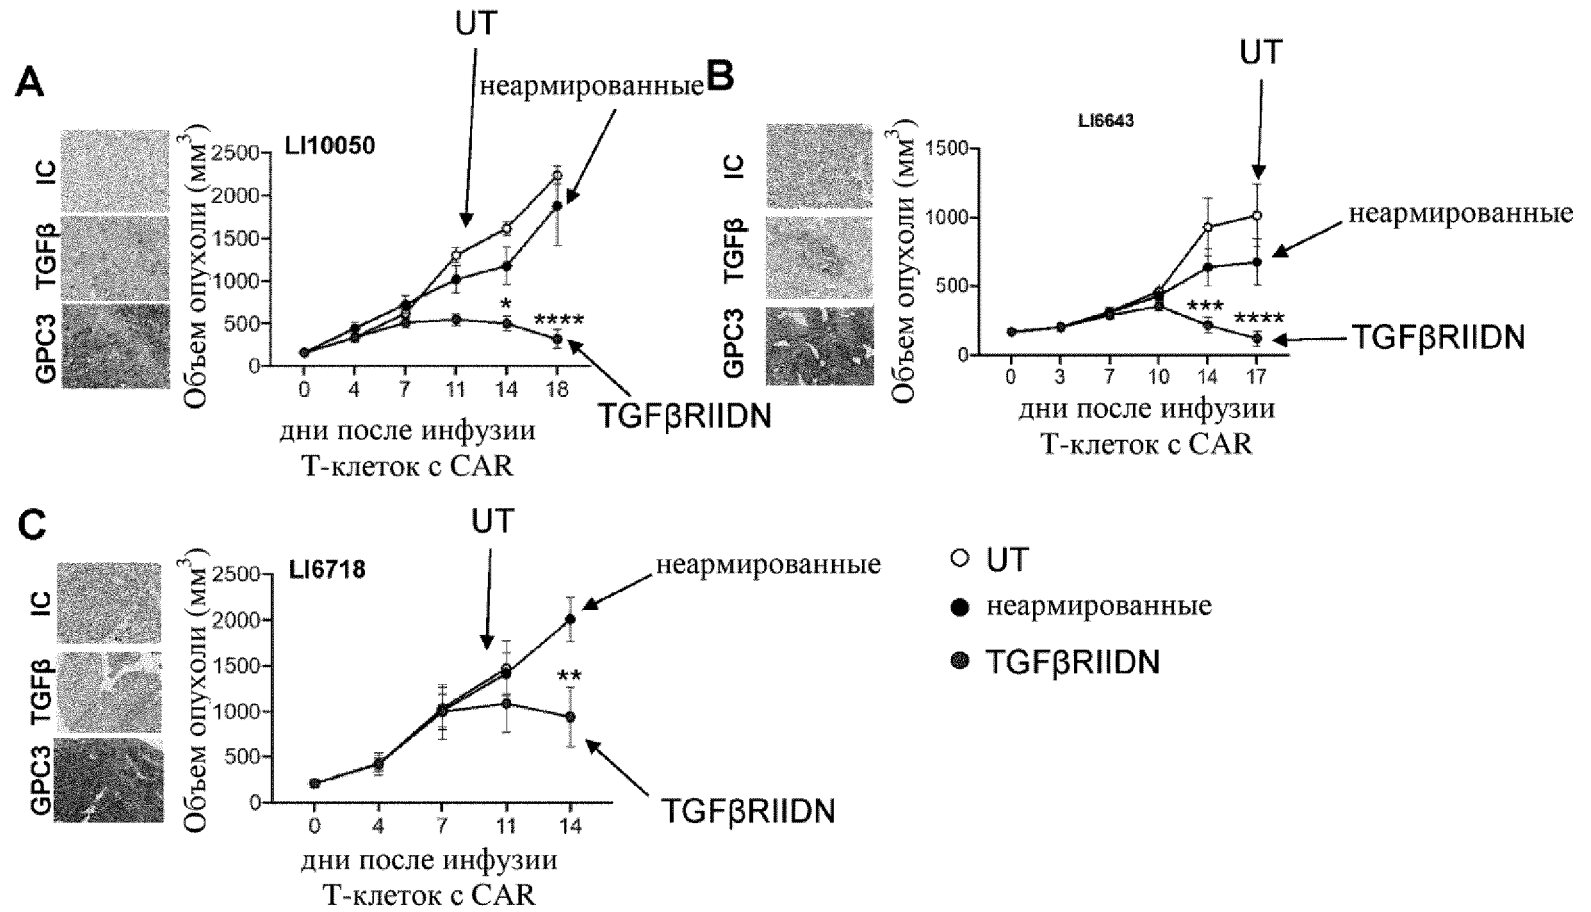 UT
A
неармированные
B
UT
LI10050
LI6643
IC
TGFβ
GPC3
Объем опухоли (мм³)
2500
2000
1500
1000
500
0
*
****
0 4 7 11 14 18
TGFβRIIDN
дни после инфузии
Т-клеток с CAR
IC
TGFβ
GPC3
Объем опухоли (мм³)
1500
1000
500
0
неармированные
***
****
TGFβRIIDN
0 3 7 10 14 17
дни после инфузии
Т-клеток с CAR
C
UT
LI6718
неармированные
IC
TGFβ
GPC3
Объем опухоли (мм³)
2500
2000
1500
1000
500
0
**
TGFβRIIDN
0 4 7 11 14
дни после инфузии
Т-клеток с CAR
UT
неармированные
TGFβRIIDN